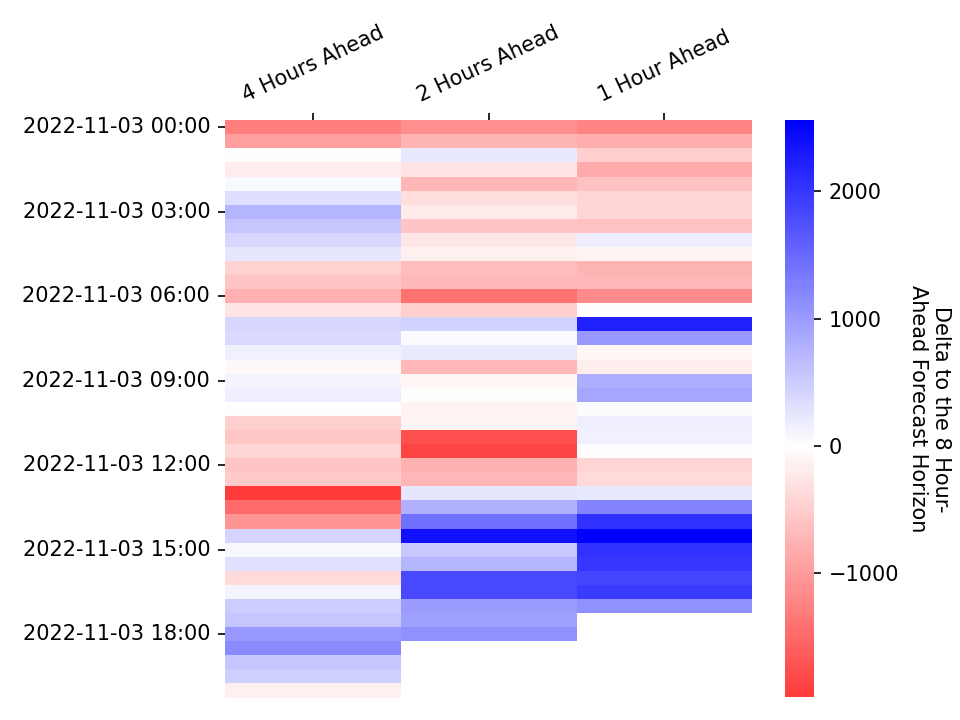 4 Hours Ahead
2 Hours Ahead
1 Hour Ahead
2022-11-03 00:00
2022-11-03 03:00
2022-11-03 06:00
2022-11-03 09:00
2022-11-03 12:00
2022-11-03 15:00
2022-11-03 18:00
2000
1000
0
−1000
Delta to the 8 Hour-
Ahead Forecast Horizon